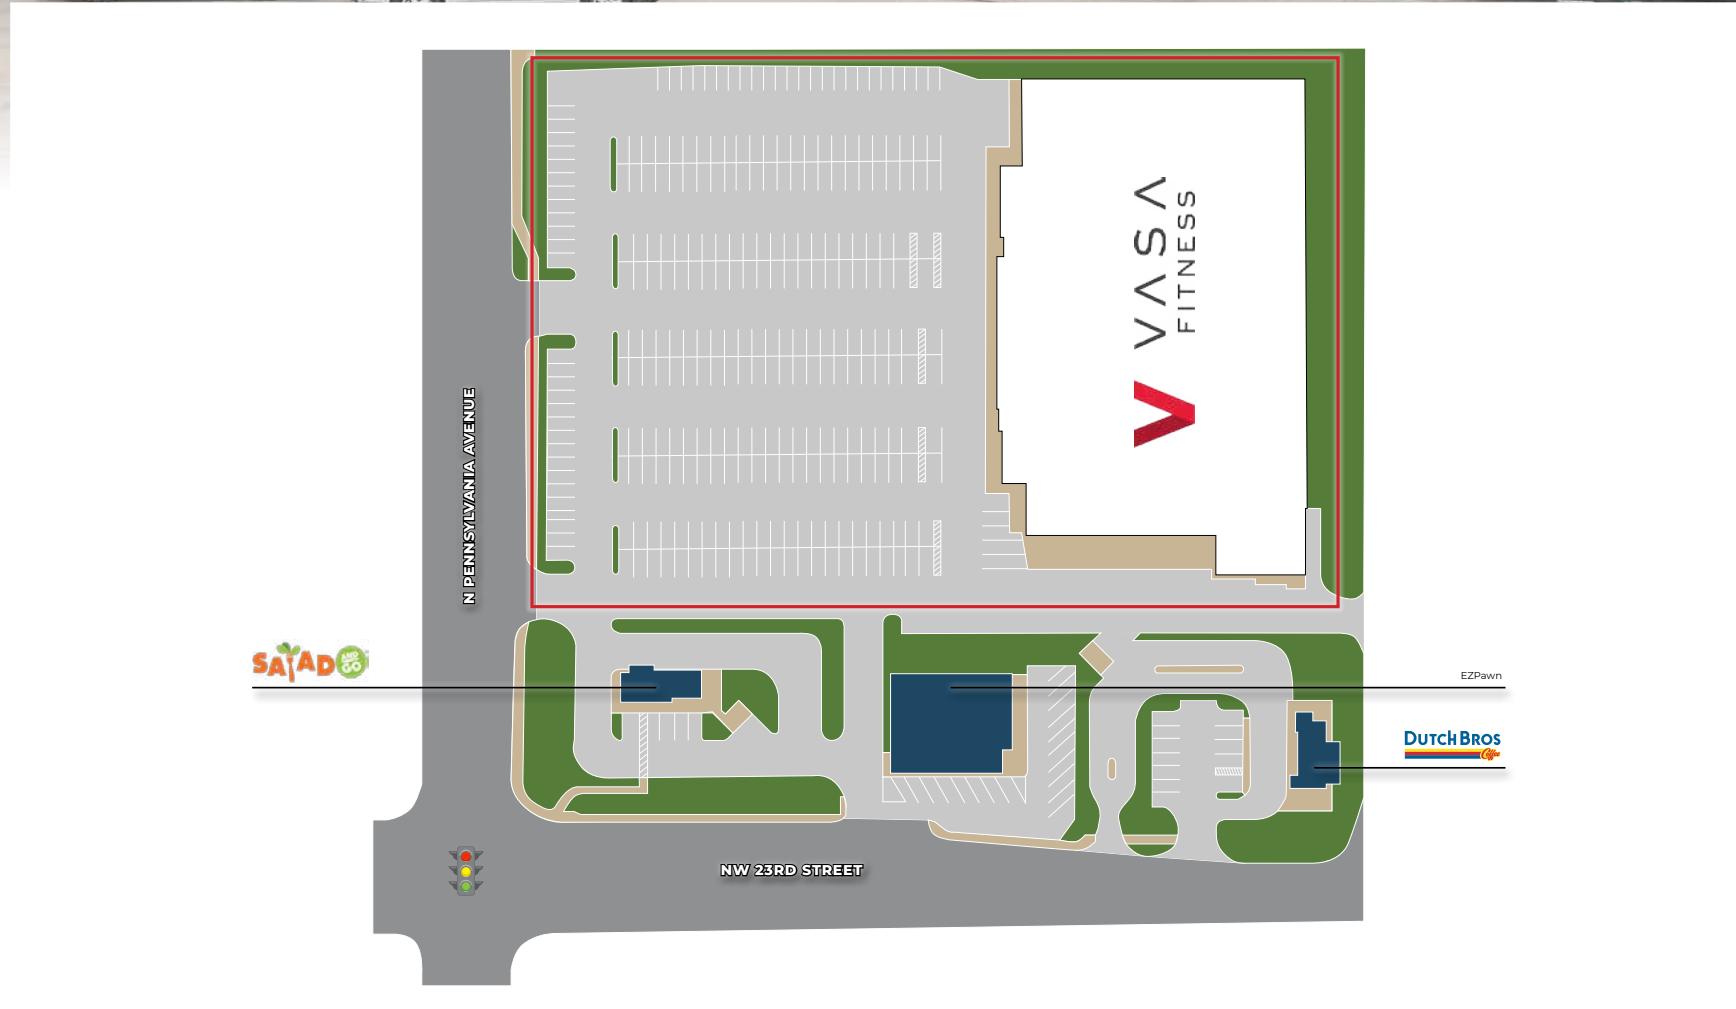 VASA
FITNESS
N PENNSYLVANIA AVENUE
SALAD
AND
GO
EZPawn
DUTCH BROS
Coffee
NW 23RD STREET